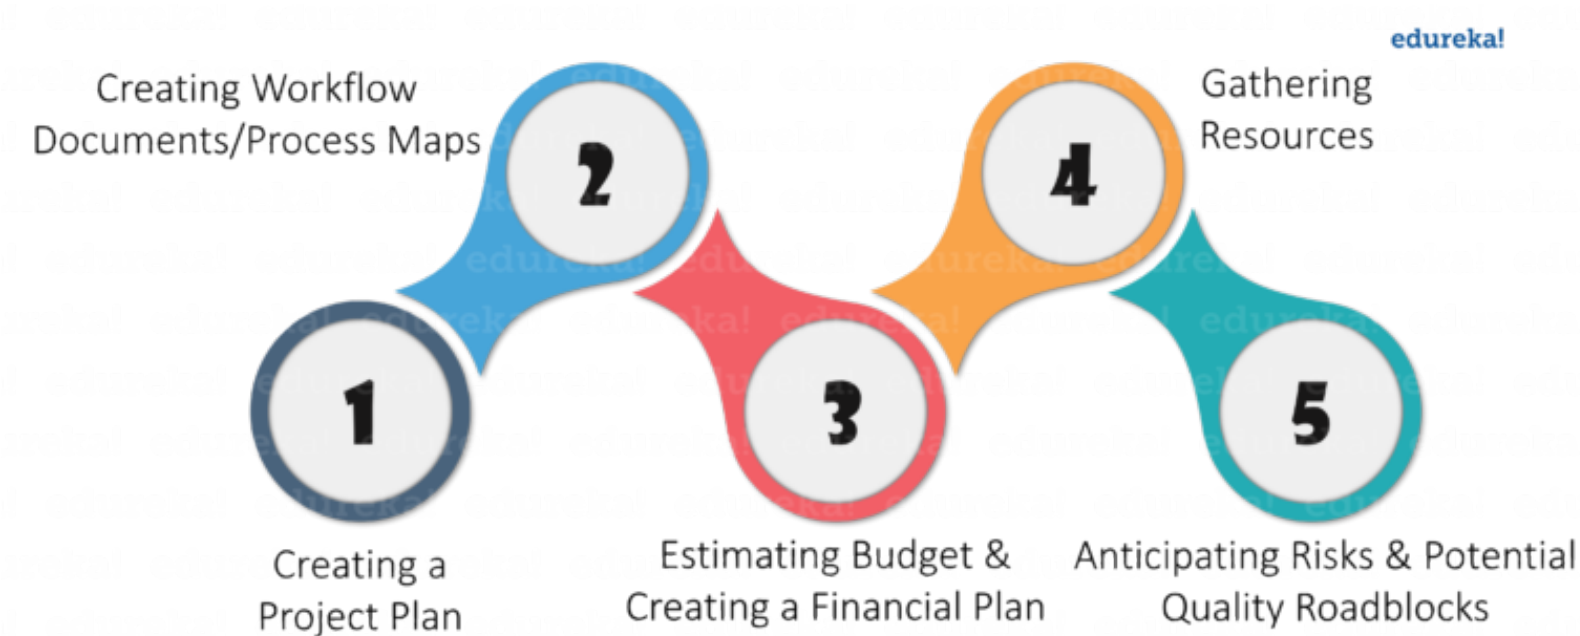 edureka!
1
Creating a
Project Plan
2
Creating Workflow
Documents/Process Maps
3
Estimating Budget &
Creating a Financial Plan
4
Gathering
Resources
5
Anticipating Risks & Potential
Quality Roadblocks